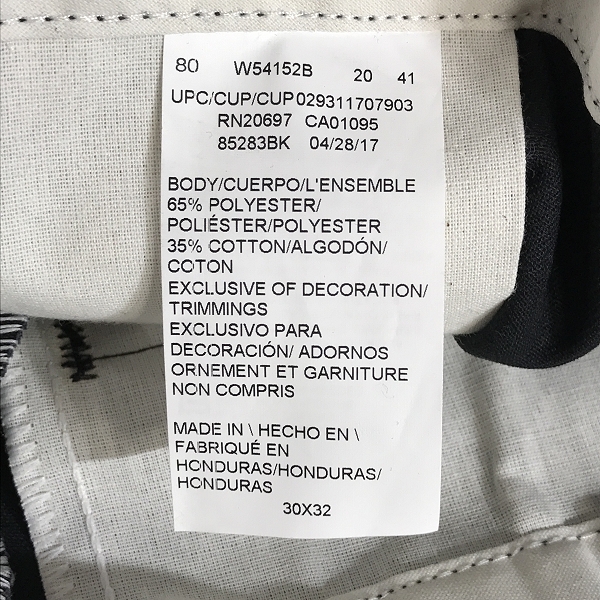 80 W54152B 20 41
UPC/CUP/CUP029311707903
RN20697 CA01095
85283BK 04/28/17
BODY/CUERPO/L'ENSEMBLE
65% POLYESTER/
POLIÉSTER/POLYESTER
35% COTTON/ALGODÓN/
COTON
EXCLUSIVE OF DECORATION/
TRIMMINGS
EXCLUSIVO PARA
DECORACIÓN/ ADORNOS
ORNEMENT ET GARNITURE
NON COMPRIS
MADE IN \ HECHO EN \
FABRIQUÉ EN
HONDURAS/HONDURAS/
HONDURAS
30X32